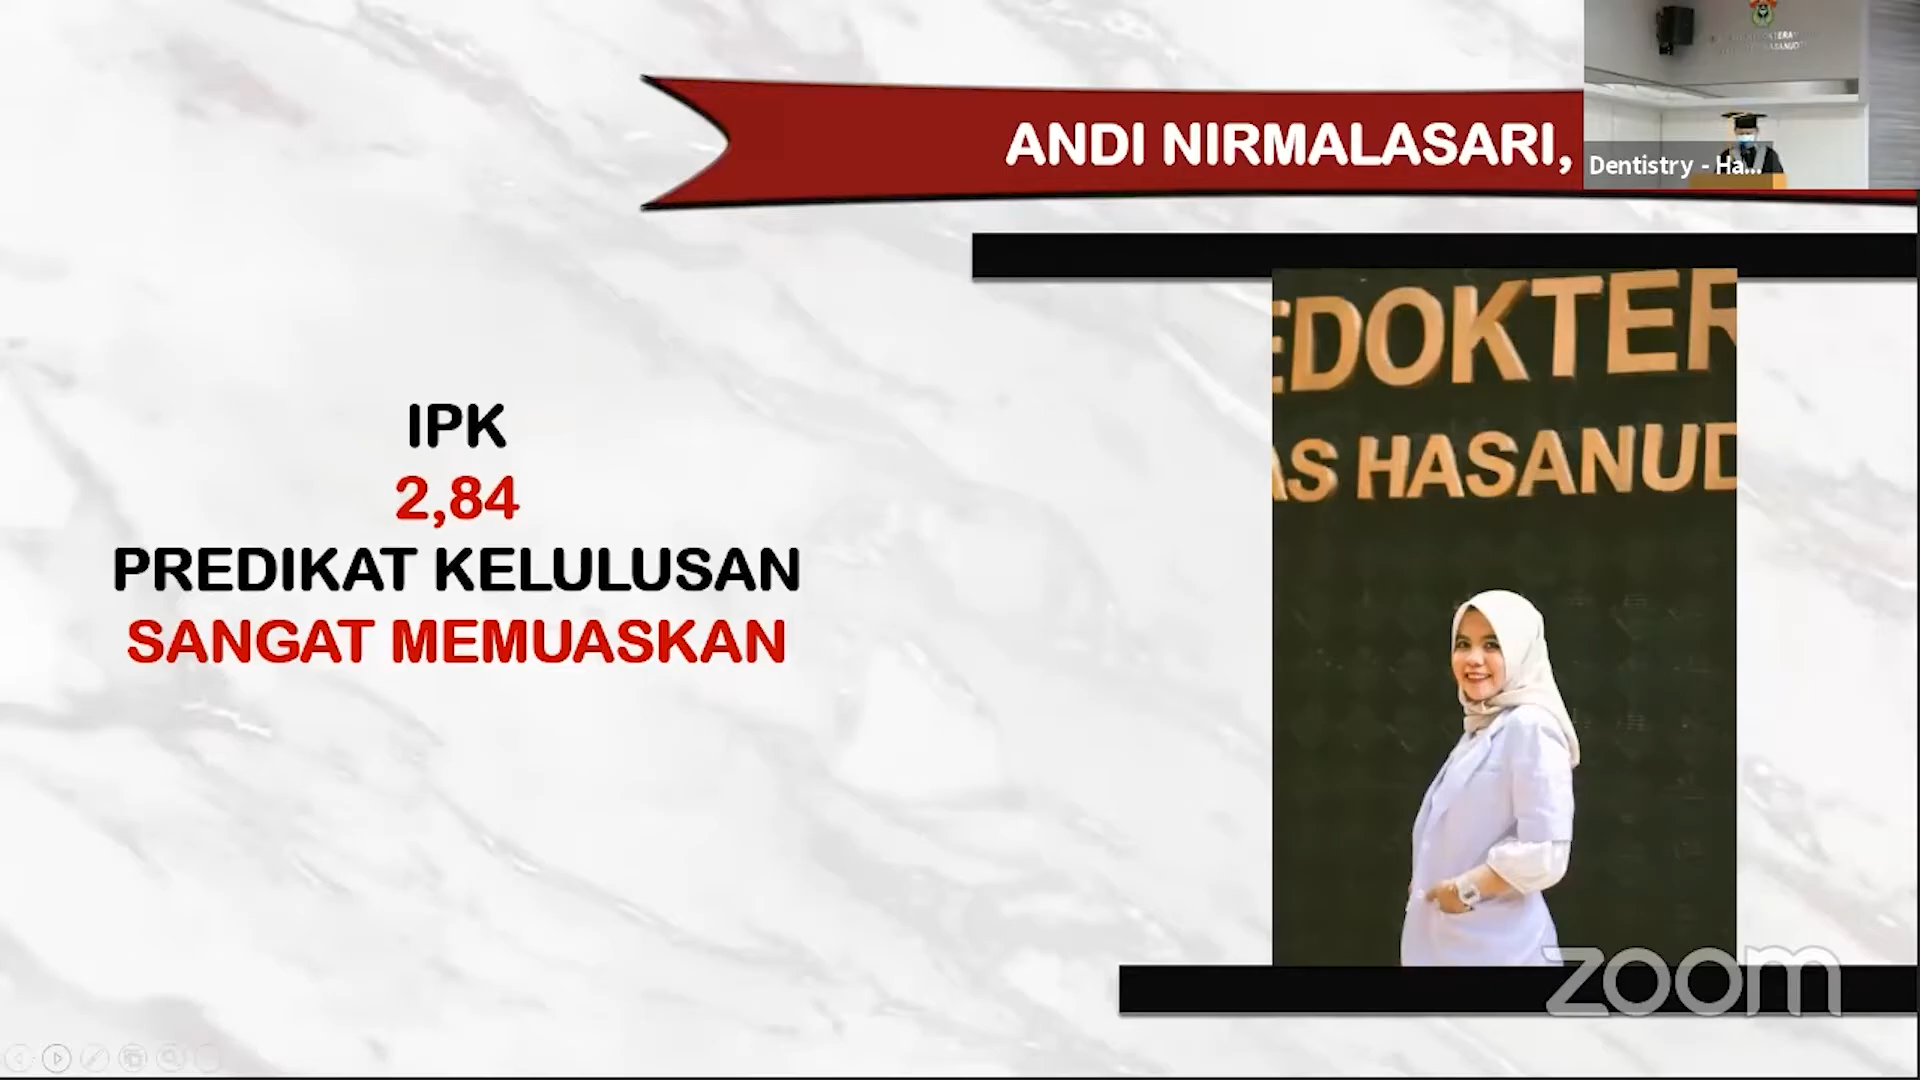 ANDI NIRMALASARI,
Dentistry - Ha...
IPK
2,84
PREDIKAT KELULUSAN
SANGAT MEMUASKAN
EDOKTER
AS HASANUD
zoom